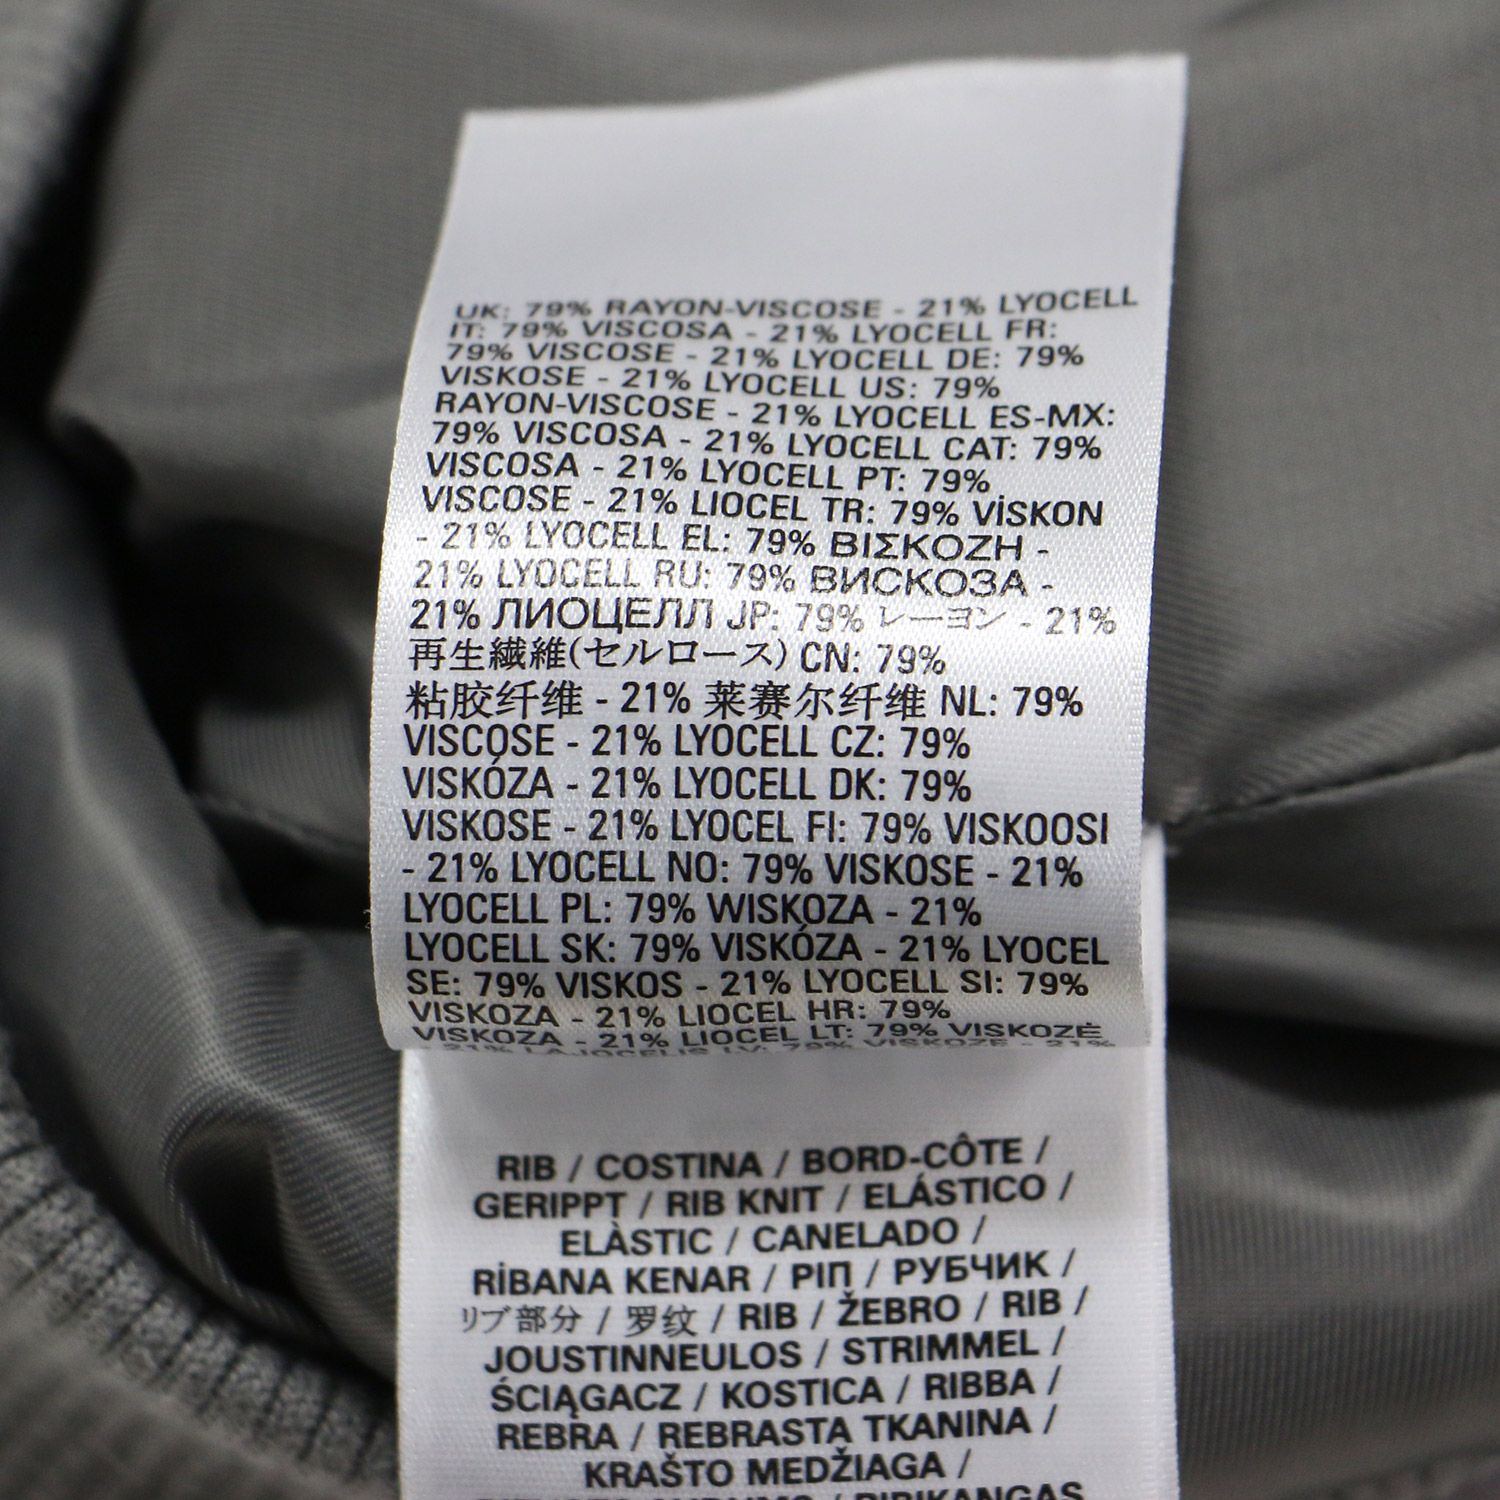 UK: 79% RAYON-VISCOSE - 21% LYOCELL
IT: 79% VISCOSA - 21% LYOCELL FR:
79% VISCOSE - 21% LYOCELL DE: 79%
VISKOSE - 21% LYOCELL US: 79%
RAYON-VISCOSE - 21% LYOCELL ES-MX:
79% VISCOSA - 21% LYOCELL CAT: 79%
VISCOSA - 21% LYOCELL PT: 79%
VISCOSE - 21% LIOCEL TR: 79% VİSKON
- 21% LYOCELL EL: 79% ΒΙΣΚΟΖΗ -
21% LYOCELL RU: 79% ВИСКОЗА -
21% ЛИОЦЕЛЛ JP: 79% レーヨン - 21%
再生繊維(セルロース) CN: 79%
粘胶纤维 - 21% 莱赛尔纤维 NL: 79%
VISCOSE - 21% LYOCELL CZ: 79%
VISKÓZA - 21% LYOCELL DK: 79%
VISKOSE - 21% LYOCEL FI: 79% VISKOOSI
- 21% LYOCELL NO: 79% VISKOSE - 21%
LYOCELL PL: 79% WISKOZA - 21%
LYOCELL SK: 79% VISKÓZA - 21% LYOCEL
SE: 79% VISKOS - 21% LYOCELL SI: 79%
VISKOZA - 21% LIOCEL HR: 79%
VISKOZA - 21% LIOCEL LT: 79% VISKOZĖ
- 21% LAJOCELIS LV: 79% VISKOZE - 21%
RIB / COSTINA / BORD-CÔTE /
GERIPPT / RIB KNIT / ELÁSTICO /
ELÀSTIC / CANELADO /
RİBANA KENAR / ΡΙΠ / РУБЧИК /
リブ部分 / 罗纹 / RIB / ŽEBRO / RIB /
JOUSTINNEULOS / STRIMMEL /
ŚCIĄGACZ / KOSTICA / RIBBA /
REBRA / REBRASTA TKANINA /
KRAŠTO MEDŽIAGA /